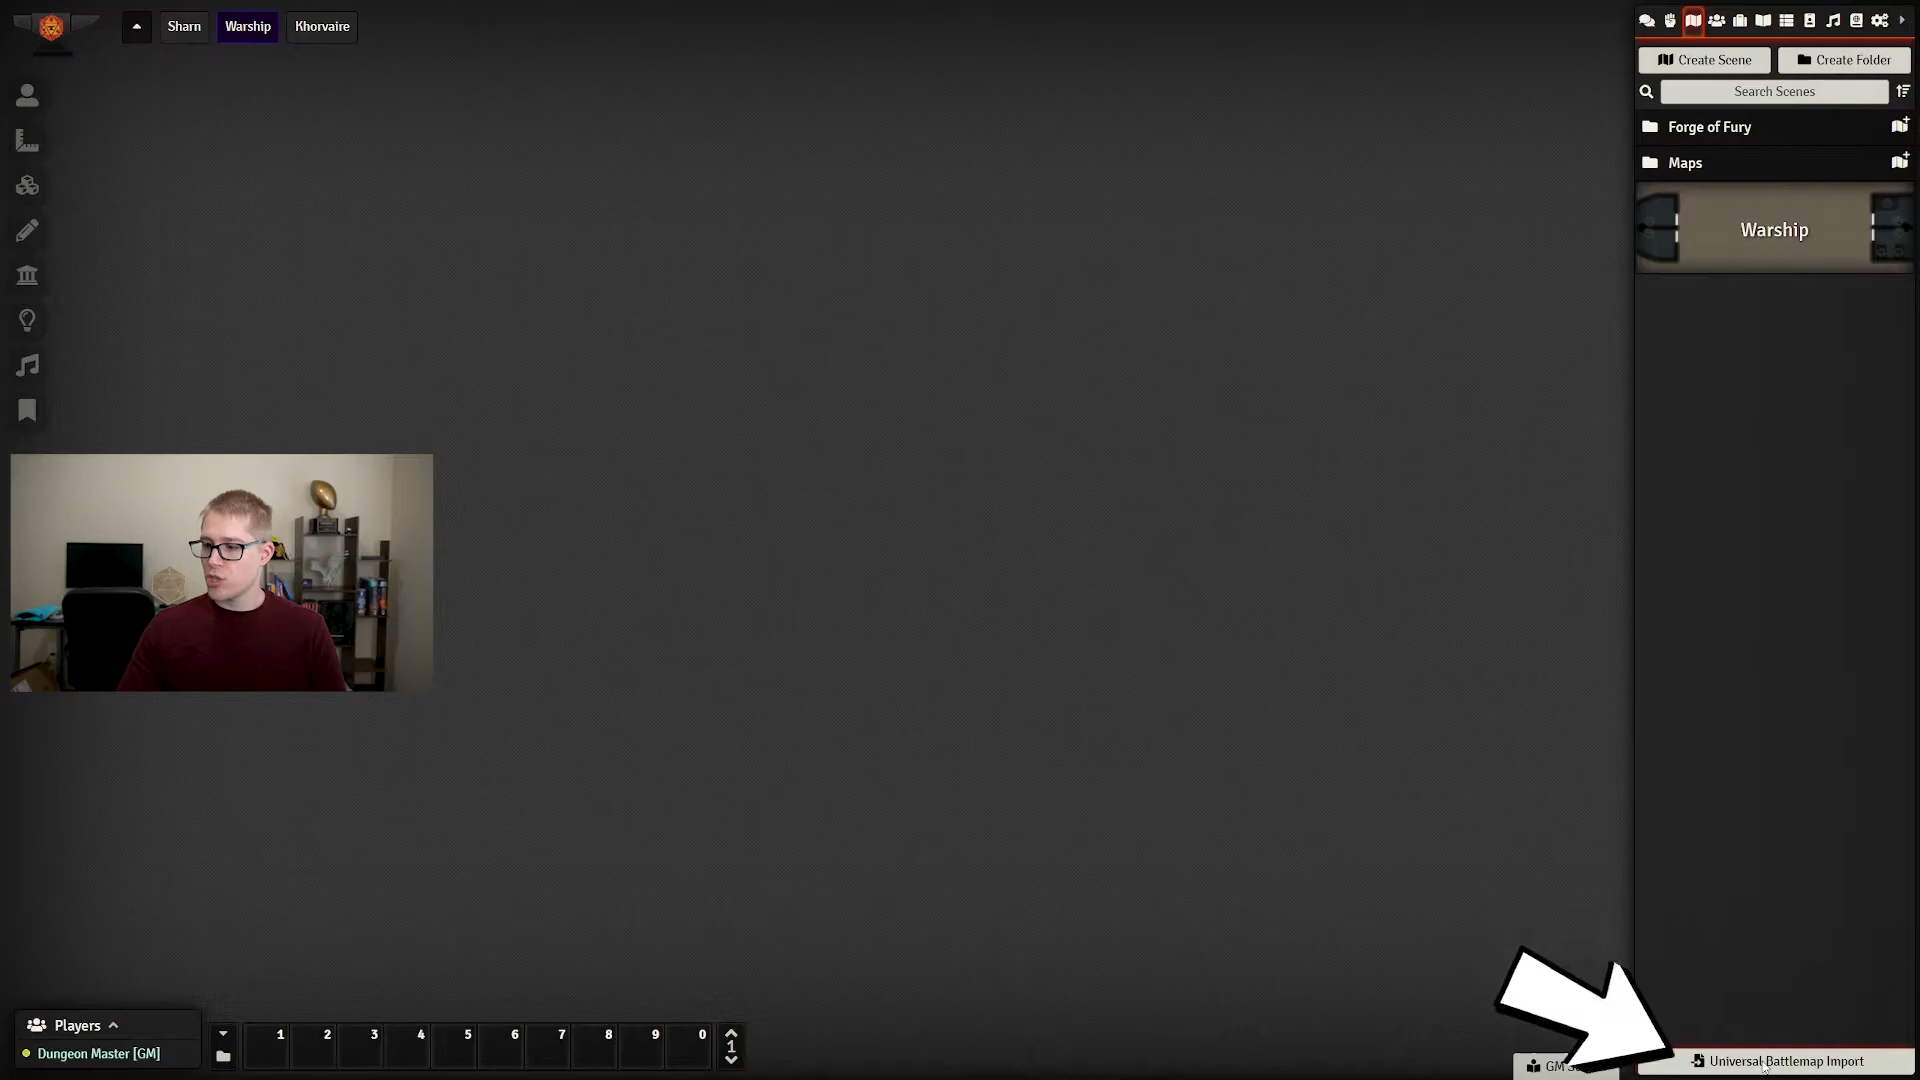 Sharn
Warship
Khorvaire
Create Scene
Create Folder
Search Scenes
Forge of Fury
Maps
Warship
Players
Dungeon Master [GM]
1 2 3 4 5 6 7 8 9 0
1
GM
Universal Battlemap Import